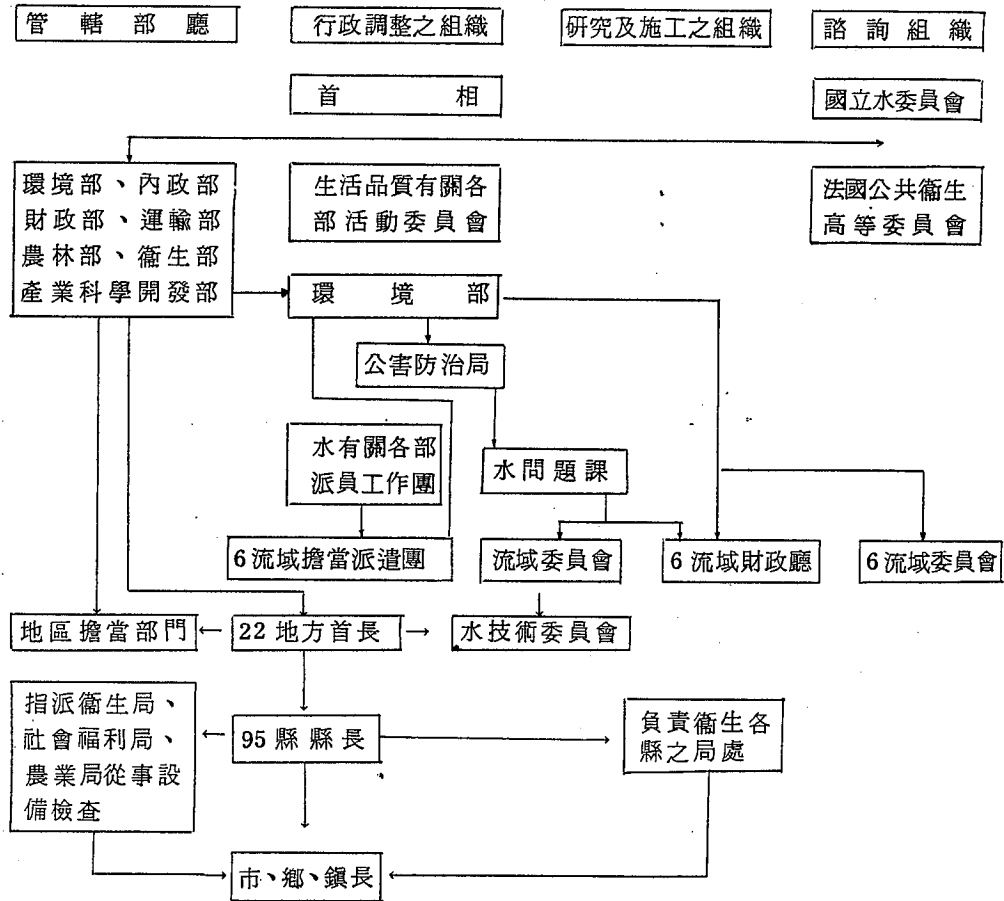 管轄部廳
行政調整之組織
研究及施工之組織
諮詢組織
首相
國立水委員會
環境部、內政部
財政部、運輸部
農林部、衞生部
產業科學開發部
生活品質有關各
部活動委員會
法國公共衞生
高等委員會
環境部
公害防治局
水有關各部
派員工作團
水問題課
6流域擔當派遣團
流域委員會
6流域財政廳
6流域委員會
地區擔當部門
22地方首長
水技術委員會
指派衞生局、
社會福利局、
農業局從事設
備檢查
95縣縣長
負責衞生各
縣之局處
市、鄉、鎭長